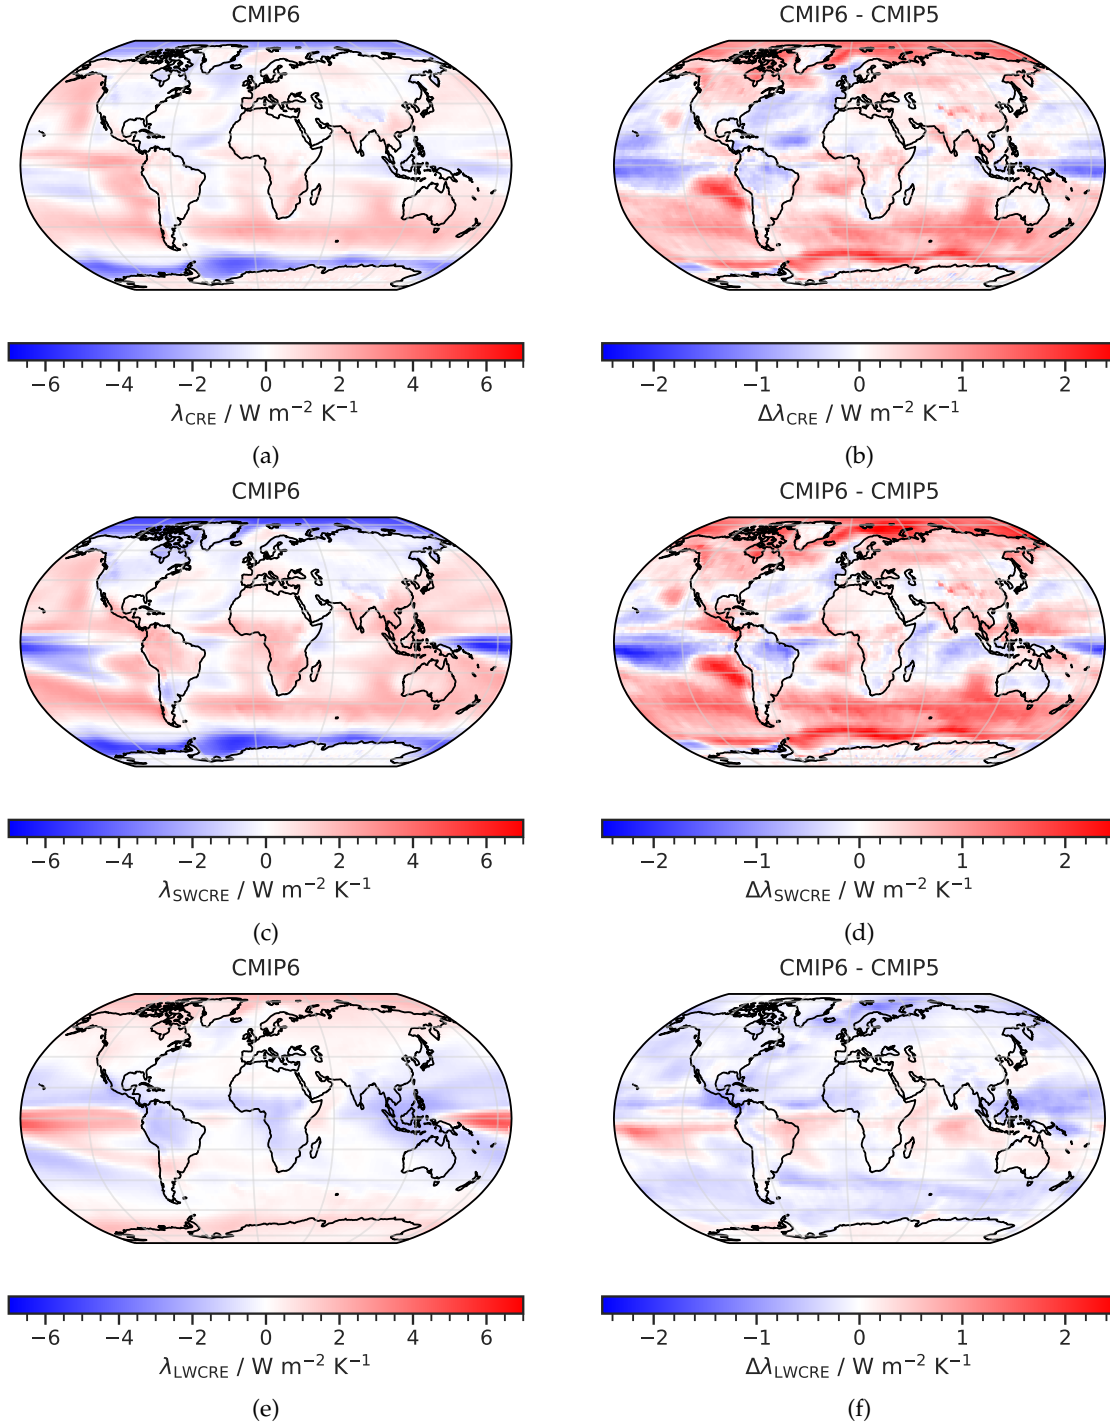 CMIP6
CMIP6 - CMIP5
−6 −4 −2 0 2 4 6
−2 −1 0 1 2
λCRE / W m−2 K−1
ΔλCRE / W m−2 K−1
(a)
(b)
CMIP6
CMIP6 - CMIP5
−6 −4 −2 0 2 4 6
−2 −1 0 1 2
λSWCRE / W m−2 K−1
ΔλSWCRE / W m−2 K−1
(c)
(d)
CMIP6
CMIP6 - CMIP5
−6 −4 −2 0 2 4 6
−2 −1 0 1 2
λLWCRE / W m−2 K−1
ΔλLWCRE / W m−2 K−1
(e)
(f)